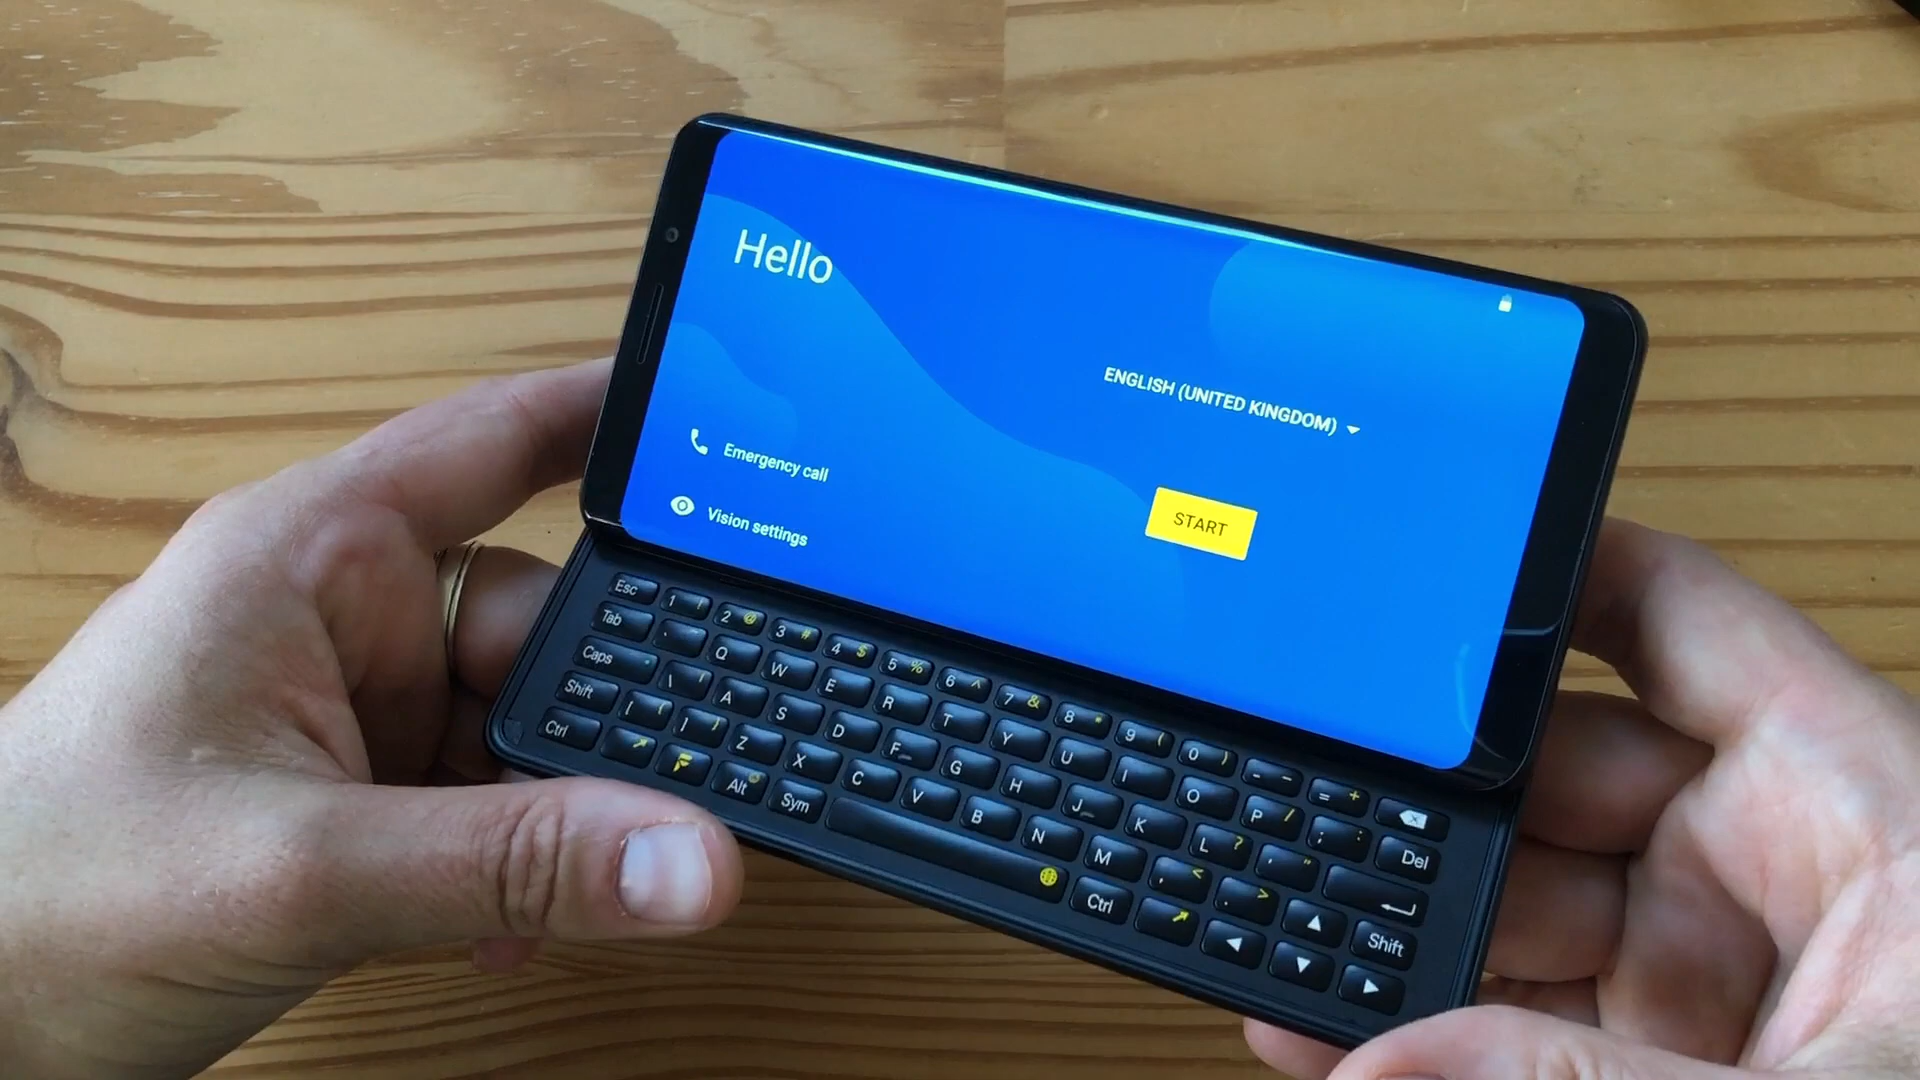 Hello
ENGLISH (UNITED KINGDOM)
Emergency call
Vision settings
START
Esc 1 ! 2 @ 3 # 4 $ 5 % 6 ^ 7 & 8 * 9 ( 0 ) - _ = +
Tab ` ~ Q W E R T Y U I O P / ; : Del
Caps \ | A S D F G H J K L ? ' "
Shift [ { ] } Z X C V B N M , < . > Shift
Ctrl Alt Sym Ctrl